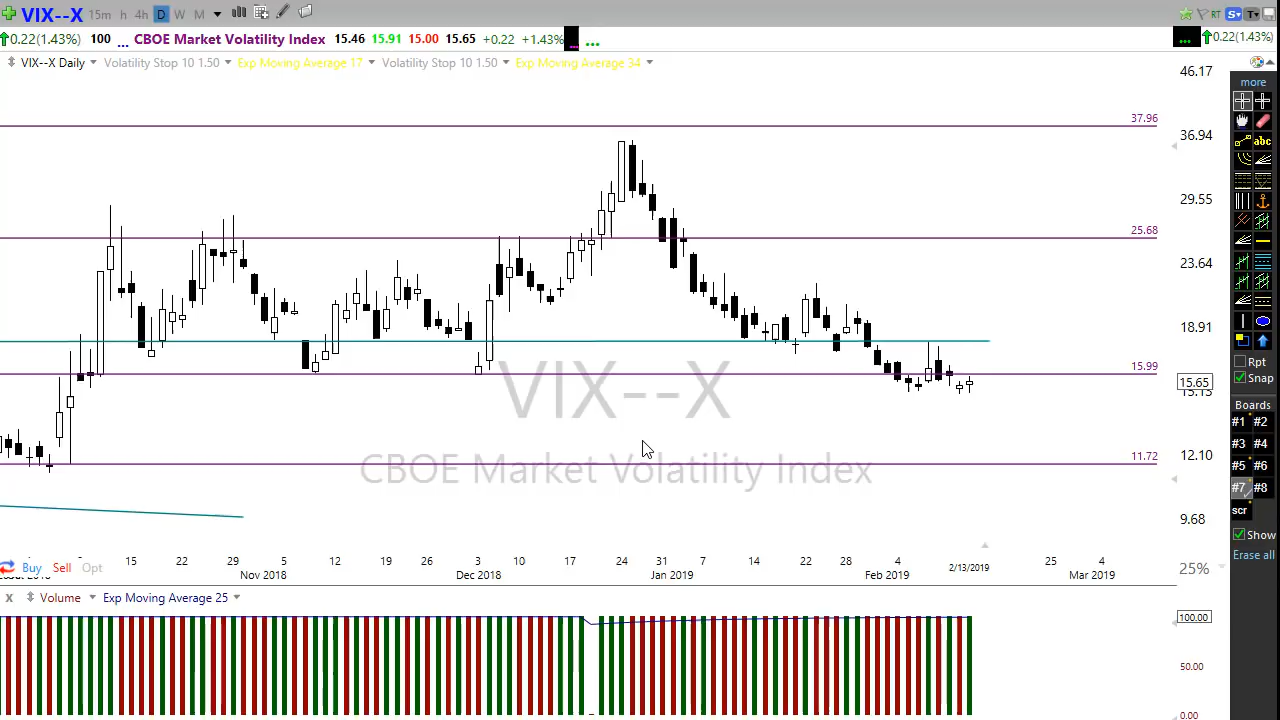 VIX--X 15m h 4h D W M RT S T
0.22(1.43%) 100 ... CBOE Market Volatility Index 15.46 15.91 15.00 15.65 +0.22 +1.43% ... ... ... 0.22(1.43%)
VIX--X Daily Volatility Stop 10 1.50 Exp Moving Average 17 Volatility Stop 10 1.50 Exp Moving Average 34
46.17
more
37.96
36.94
abc
29.55
25.68
23.64
18.91
15.99
Rpt
Snap
15.65
15.13
VIX--X
Boards
#1 #2
#3 #4
12.10
11.72
CBOE Market Volatility Index
#5 #6
#7 #8
scr
9.68
Show
Erase all
15 22 29 5 12 19 26 3 10 17 24 31 7 14 22 28 4 25 4
Buy Sell Opt
Nov 2018 Dec 2018 Jan 2019 Feb 2019 2/13/2019 Mar 2019
25%
x Volume Exp Moving Average 25
100.00
50.00
0.00